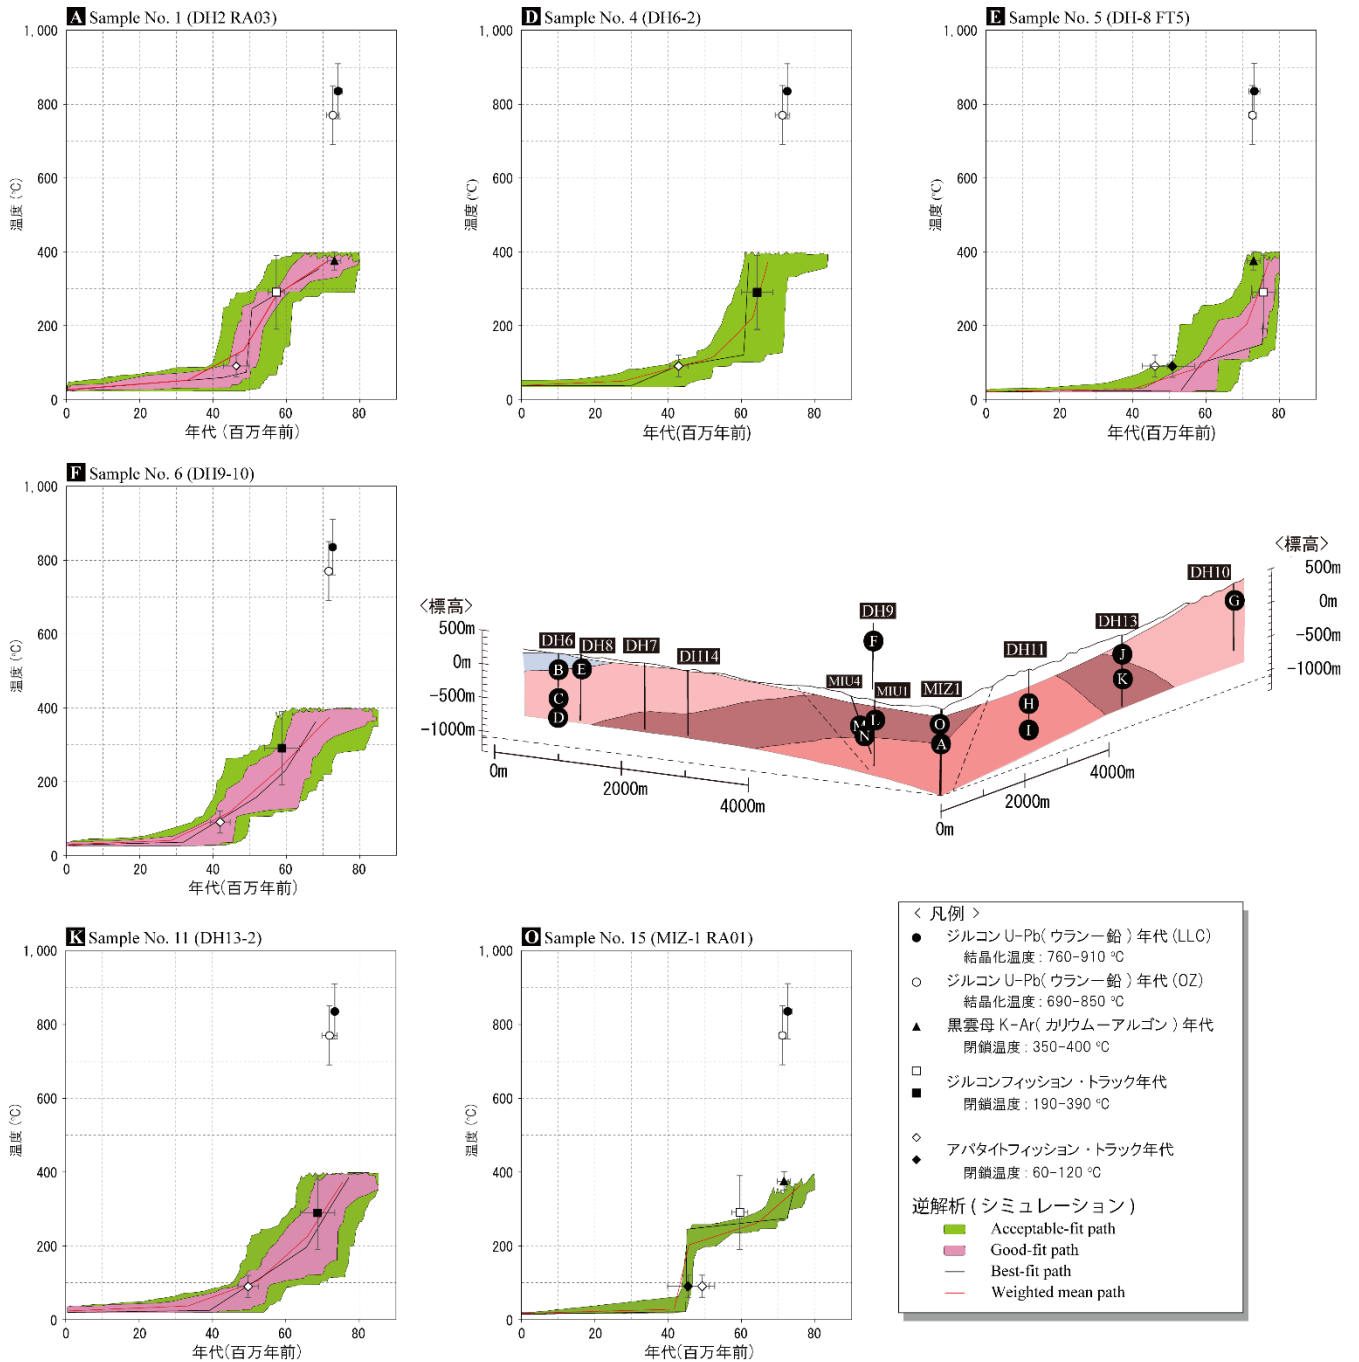 A Sample No. 1 (DH2 RA03)
1,000
800
600
400
200
0
温度 (℃)
0 20 40 60 80
年代 (百万年前)
D Sample No. 4 (DH6-2)
1,000
800
600
400
200
0
温度 (℃)
0 20 40 60 80
年代(百万年前)
E Sample No. 5 (DH-8 FT5)
1,000
800
600
400
200
0
温度 (℃)
0 20 40 60 80
年代(百万年前)
F Sample No. 6 (DH9-10)
1,000
800
600
400
200
0
温度 (℃)
0 20 40 60 80
年代(百万年前)
<標高>
500m
0m
-500m
-1000m
DH6
DH8
DH7
DH14
DH9
MIU4
MIU1
MIZ1
DH11
DH13
DH10
B
C
D
E
F
M
N
L
O
A
H
I
J
K
G
0m
2000m
4000m
0m
2000m
4000m
<標高>
500m
0m
-500m
-1000m
K Sample No. 11 (DH13-2)
1,000
800
600
400
200
0
温度 (℃)
0 20 40 60 80
年代(百万年前)
O Sample No. 15 (MIZ-1 RA01)
1,000
800
600
400
200
0
温度 (℃)
0 20 40 60 80
年代(百万年前)
< 凡例 >
ジルコン U-Pb(ウラン－鉛) 年代 (LLC)
結晶化温度 : 760-910 ℃
ジルコン U-Pb(ウラン－鉛) 年代 (OZ)
結晶化温度 : 690-850 ℃
黒雲母 K-Ar( カリウムーアルゴン ) 年代
閉鎖温度 : 350-400 ℃
ジルコンフィッション・トラック年代
閉鎖温度 : 190-390 ℃
アパタイトフィッション・トラック年代
閉鎖温度 : 60-120 ℃
逆解析 ( シミュレーション )
Acceptable-fit path
Good-fit path
Best-fit path
Weighted mean path